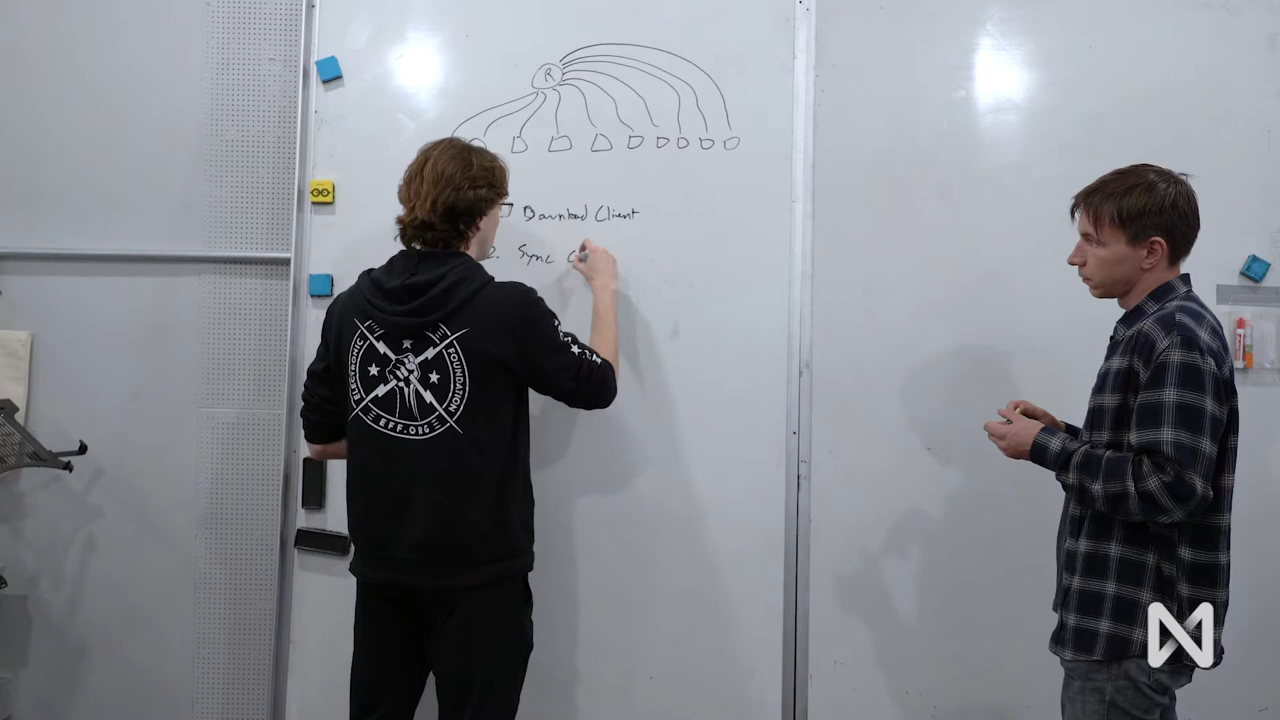 R
Download Client
2. Sync C
ELECTRONIC
FOUNDATION
EFF.ORG